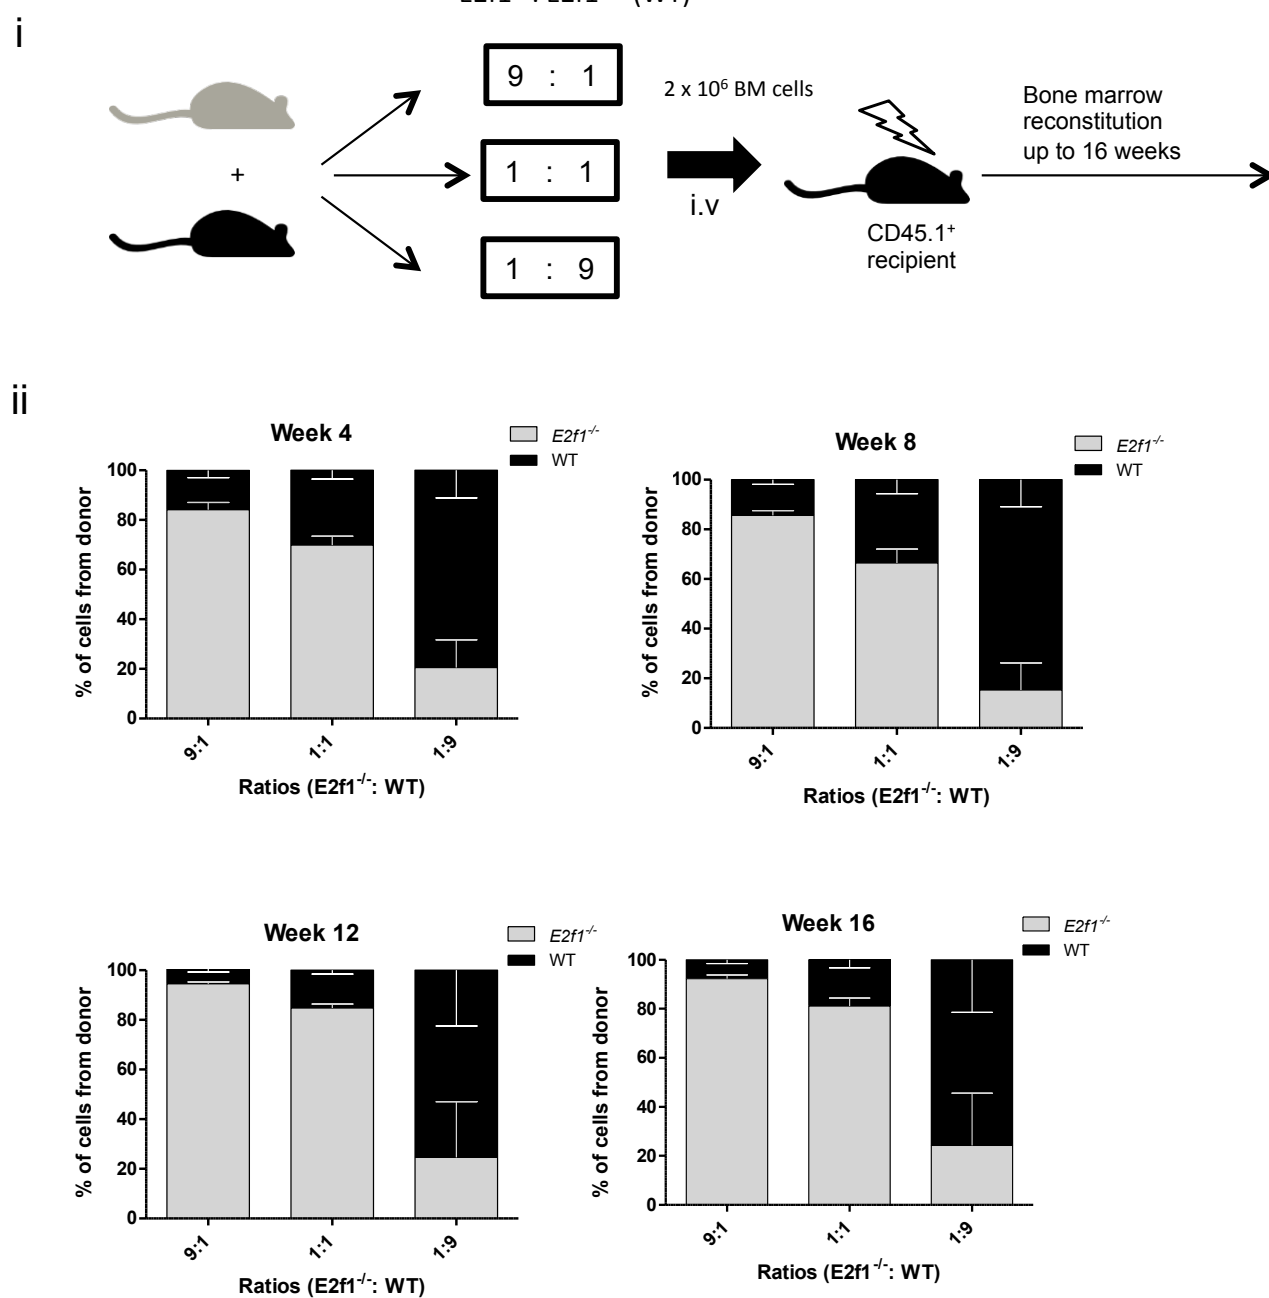 i
9 : 1
1 : 1
1 : 9
+
2 x 10⁶ BM cells
i.v
CD45.1⁺
recipient
Bone marrow
reconstitution
up to 16 weeks
ii
Week 4
E2f1⁻/⁻
WT
% of cells from donor
100
80
60
40
20
0
9:1
1:1
1:9
Ratios (E2f1⁻/⁻: WT)
Week 8
E2f1⁻/⁻
WT
% of cells from donor
100
80
60
40
20
0
9:1
1:1
1:9
Ratios (E2f1⁻/⁻: WT)
Week 12
E2f1⁻/⁻
WT
% of cells from donor
100
80
60
40
20
0
9:1
1:1
1:9
Ratios (E2f1⁻/⁻: WT)
Week 16
E2f1⁻/⁻
WT
% of cells from donor
100
80
60
40
20
0
9:1
1:1
1:9
Ratios (E2f1⁻/⁻: WT)